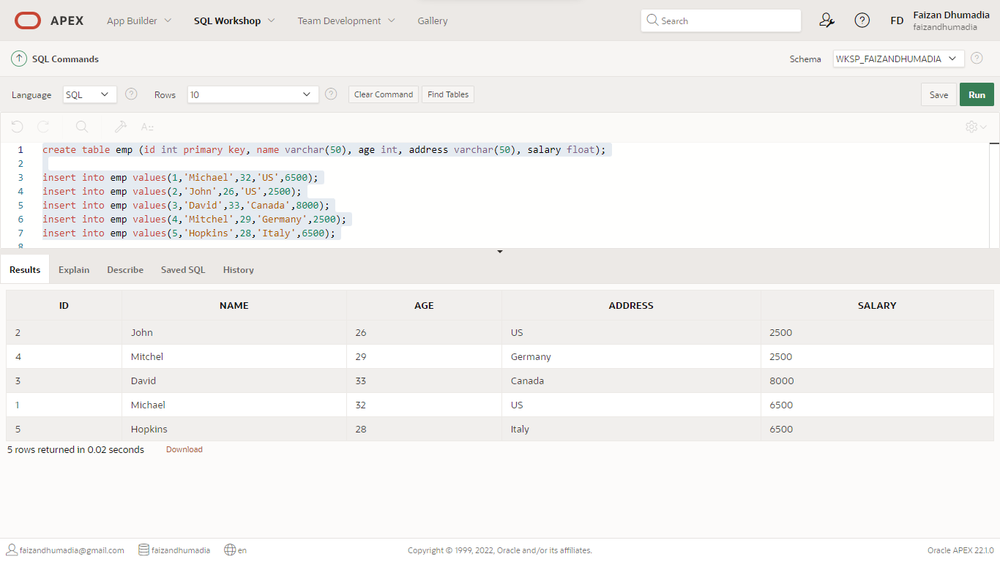 APEX App Builder SQL Workshop Team Development Gallery Search FD Faizan Dhumadia
faizandhumadia
SQL Commands Schema WKSP_FAIZANDHUMADIA
Language SQL Rows 10 Clear Command Find Tables Save Run
A::
1 create table emp (id int primary key, name varchar(50), age int, address varchar(50), salary float);
2
3 insert into emp values(1,'Michael',32,'US',6500);
4 insert into emp values(2,'John',26,'US',2500);
5 insert into emp values(3,'David',33,'Canada',8000);
6 insert into emp values(4,'Mitchel',29,'Germany',2500);
7 insert into emp values(5,'Hopkins',28,'Italy',6500);
8
Results Explain Describe Saved SQL History
ID NAME AGE ADDRESS SALARY
2 John 26 US 2500
4 Mitchel 29 Germany 2500
3 David 33 Canada 8000
1 Michael 32 US 6500
5 Hopkins 28 Italy 6500
5 rows returned in 0.02 seconds Download
faizandhumadia@gmail.com faizandhumadia en Copyright © 1999, 2022, Oracle and/or its affiliates. Oracle APEX 22.1.0